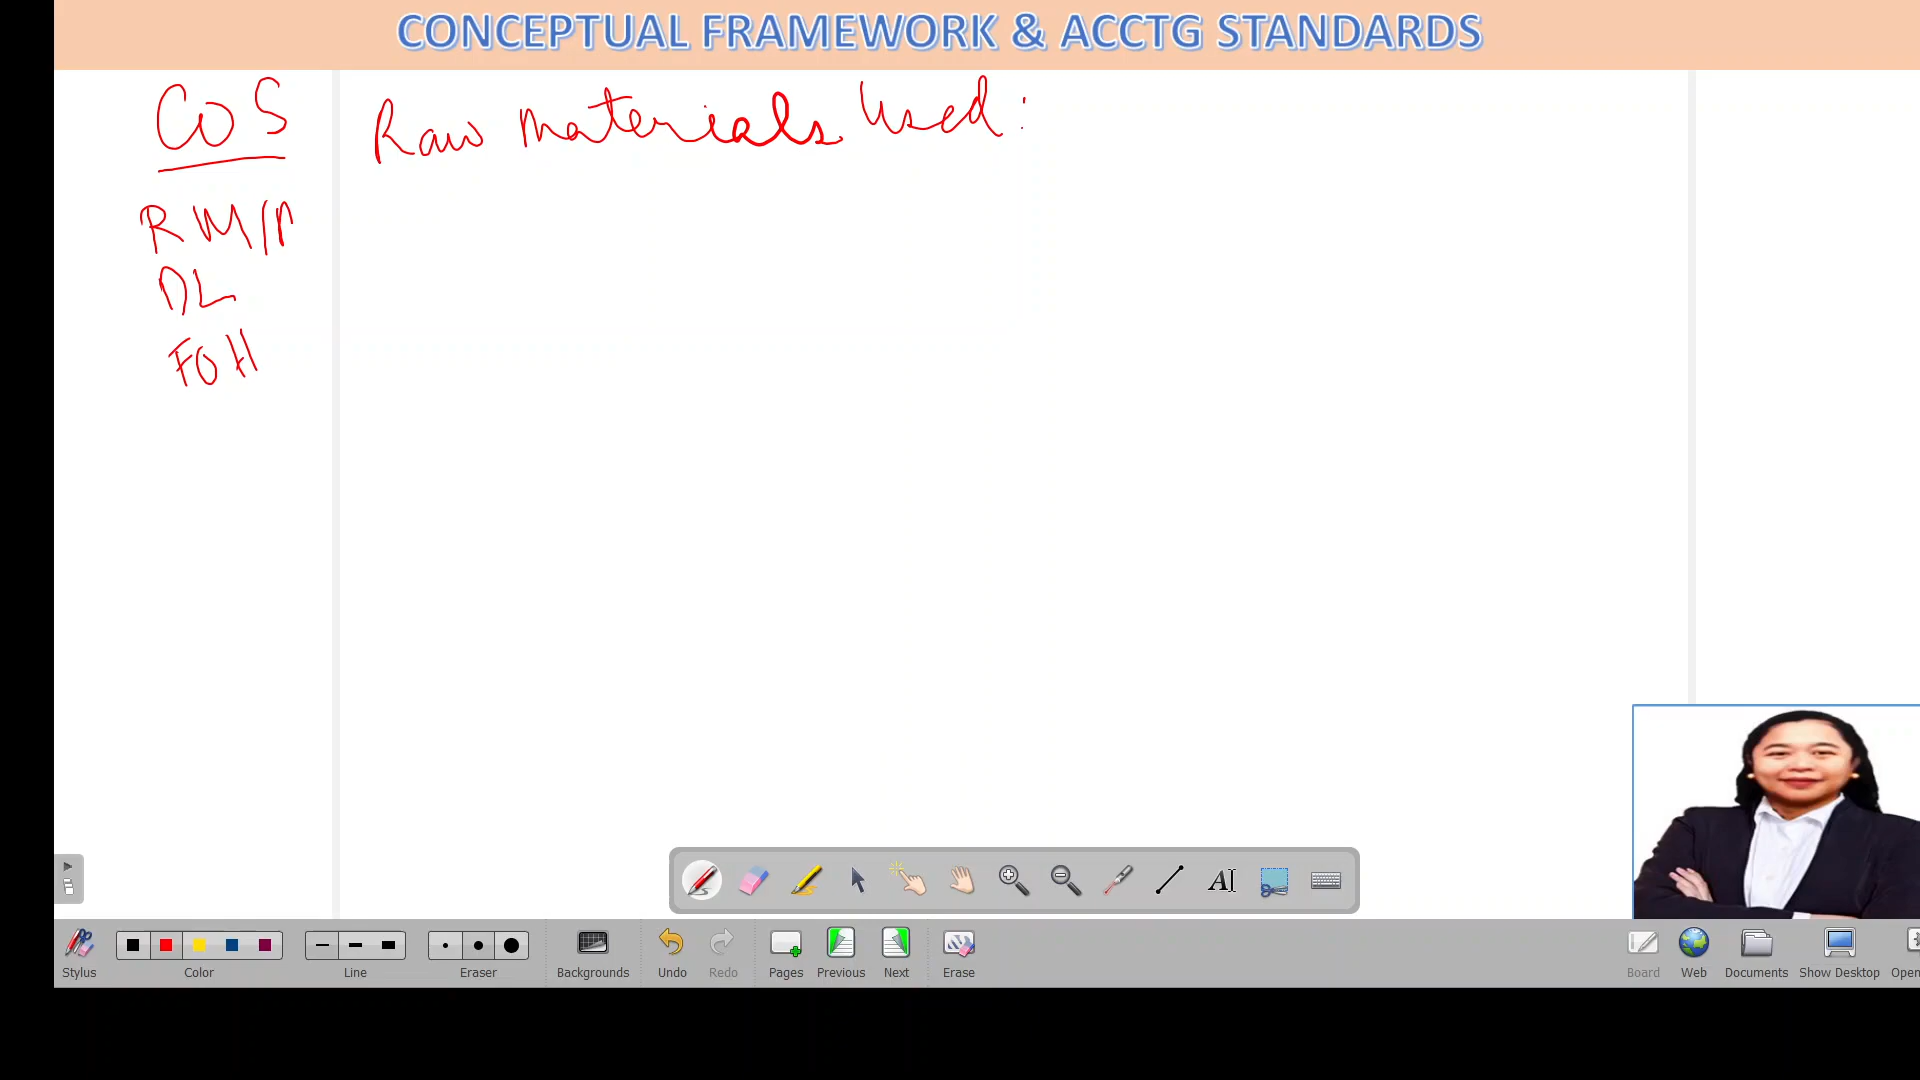 CONCEPTUAL FRAMEWORK & ACCTG STANDARDS
COS
Raw materials Used :
RM/
DL
FOH
Stylus
Color
Line
Eraser
Backgrounds
Undo
Redo
Pages
Previous
Next
Erase
Board
Web
Documents
Show Desktop
Open